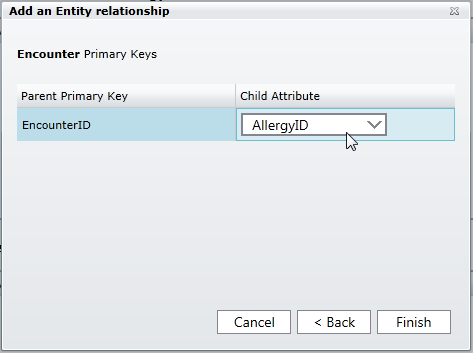 Add an Entity relationship
Encounter Primary Keys
Parent Primary Key Child Attribute
EncounterID AllergyID
Cancel < Back Finish